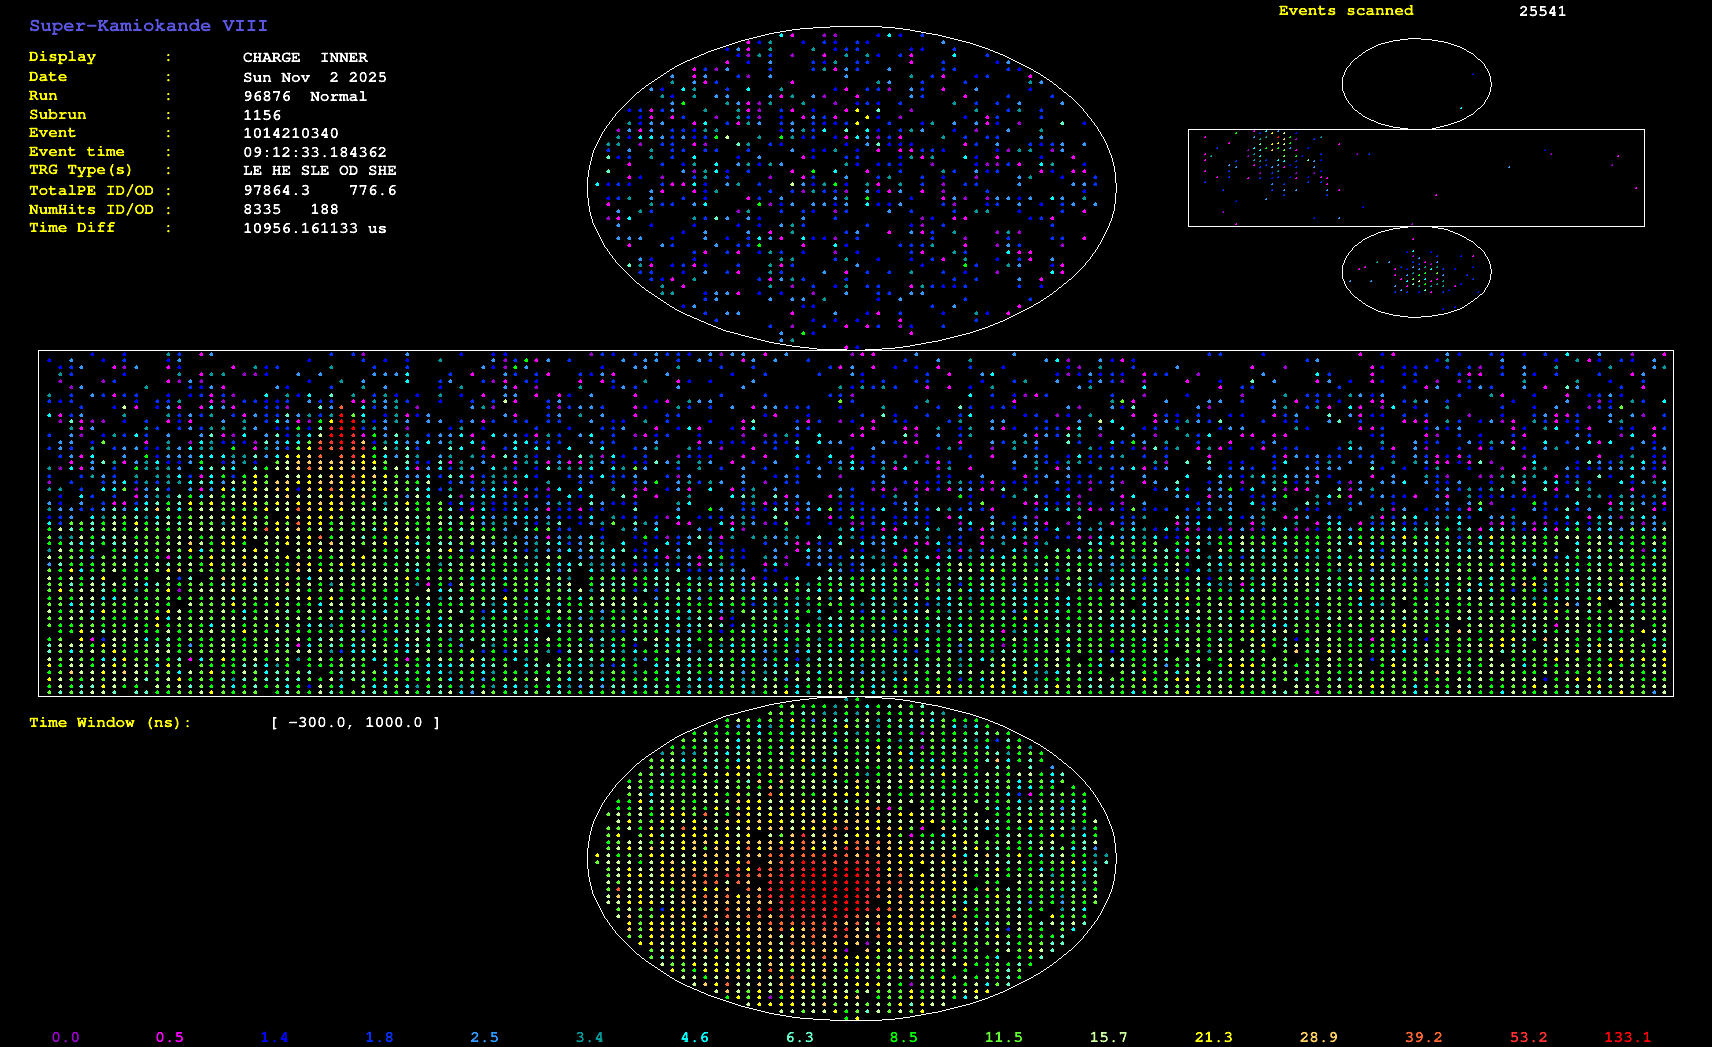 Super-Kamiokande VIII
Events scanned 25541
Display : CHARGE INNER
Date : Sun Nov 2 2025
Run : 96876 Normal
Subrun : 1156
Event : 1014210340
Event time : 09:12:33.184362
TRG Type(s) : LE HE SLE OD SHE
TotalPE ID/OD : 97864.3 776.6
NumHits ID/OD : 8335 188
Time Diff : 10956.161133 us
Time Window (ns): [ -300.0, 1000.0 ]
0.0 0.5 1.4 1.8 2.5 3.4 4.6 6.3 8.5 11.5 15.7 21.3 28.9 39.2 53.2 133.1